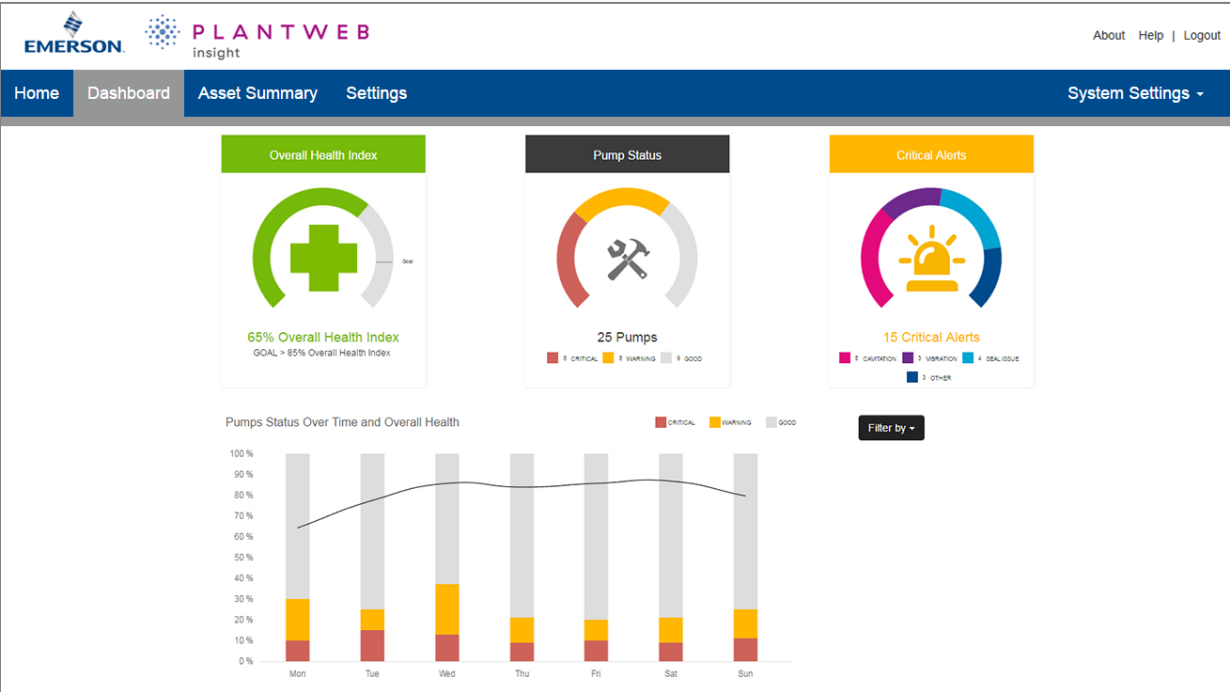 EMERSON
PLANTWEB
insight
About Help | Logout
Home Dashboard Asset Summary Settings System Settings
Overall Health Index
Goal
65% Overall Health Index
GOAL > 85% Overall Health Index
Pump Status
25 Pumps
8 CRITICAL 8 WARNING 9 GOOD
Critical Alerts
15 Critical Alerts
5 CAVITATION 3 VIBRATION 4 SEAL ISSUE
3 OTHER
Pumps Status Over Time and Overall Health
CRITICAL WARNING GOOD
Filter by
100 %
90 %
80 %
70 %
60 %
50 %
40 %
30 %
20 %
10 %
0 %
Mon Tue Wed Thu Fri Sat Sun